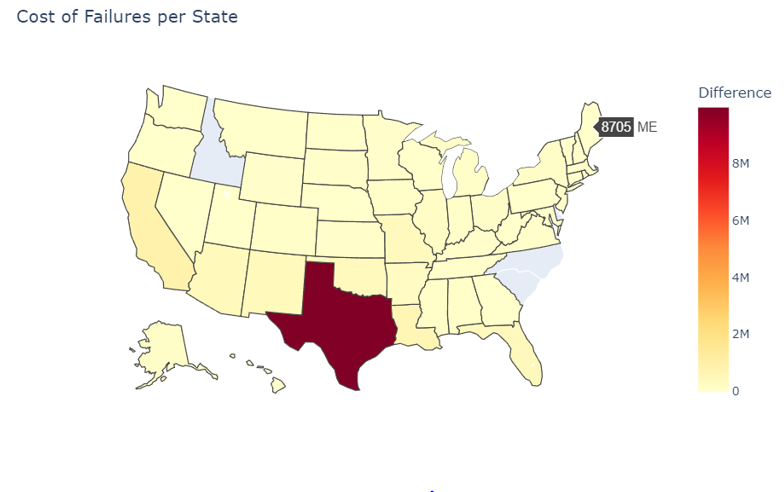 Cost of Failures per State
Difference
8M
6M
4M
2M
0
8705 ME